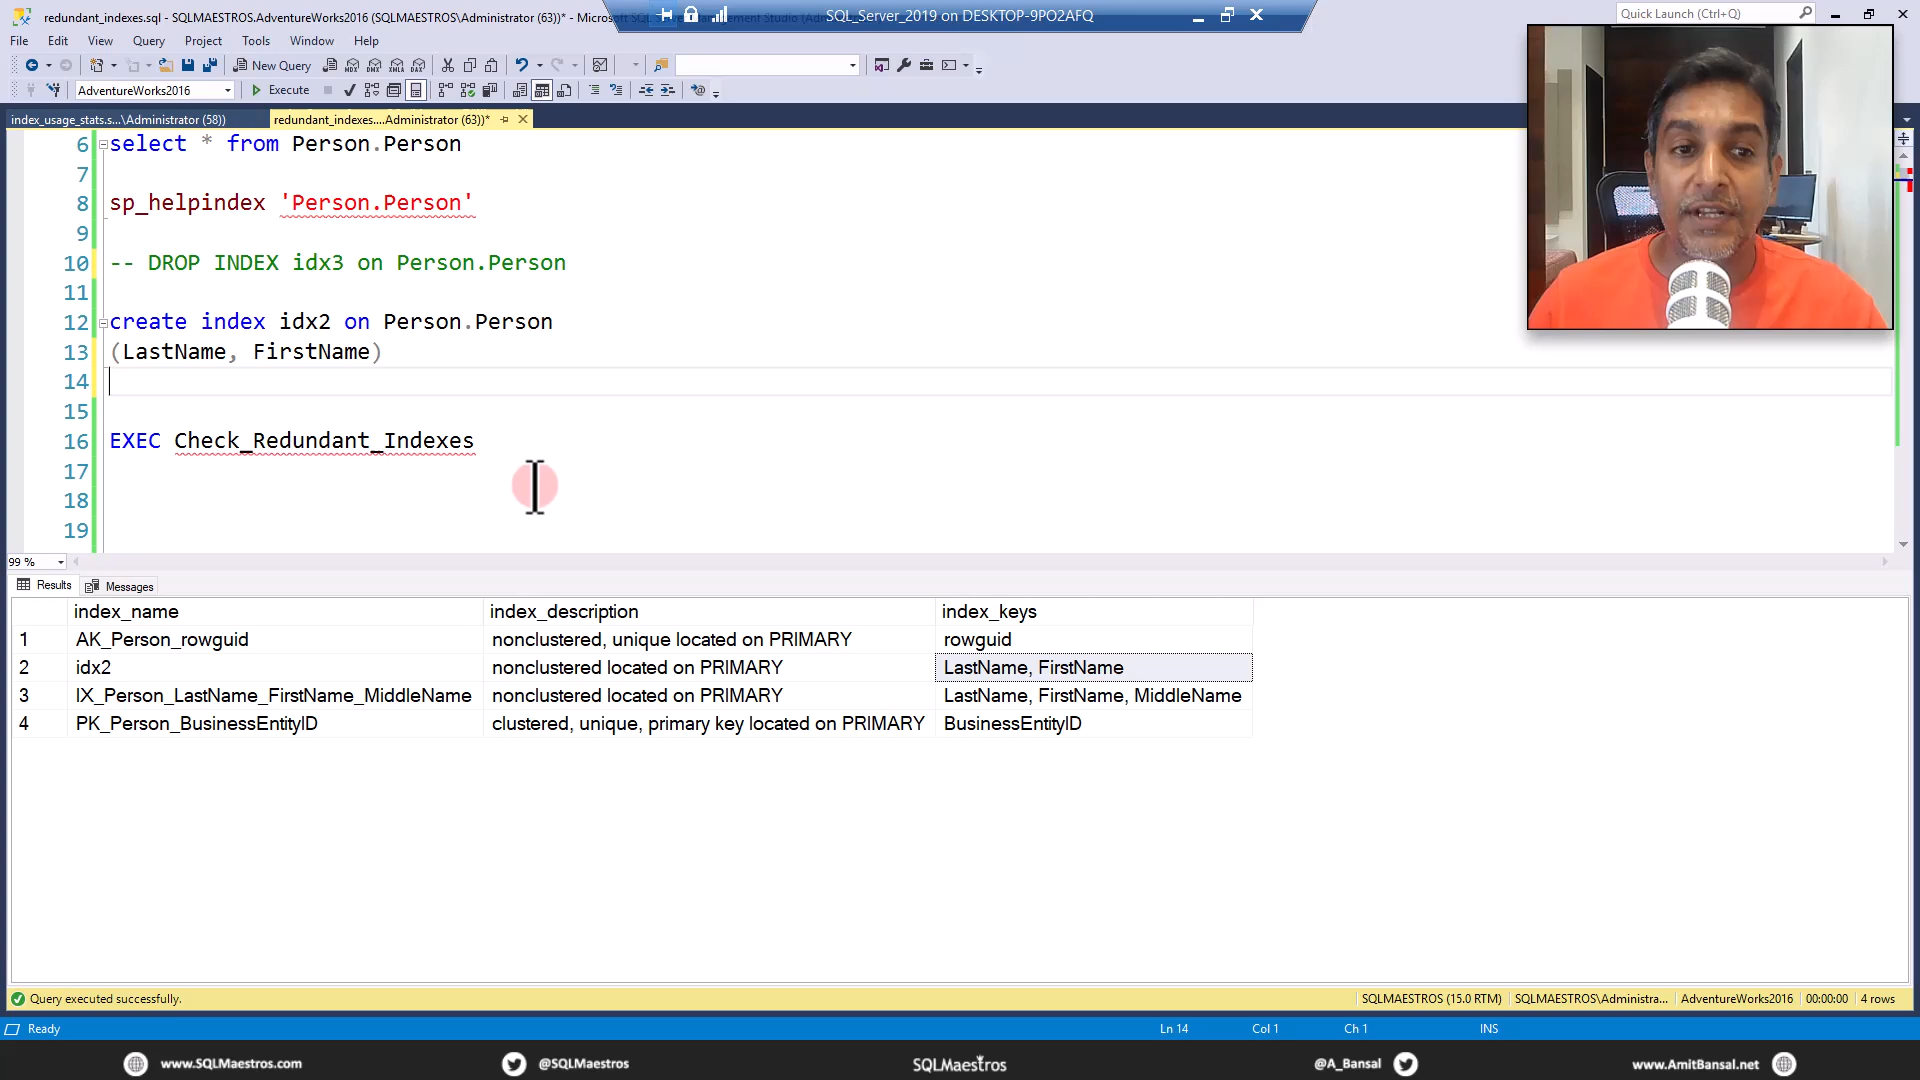 redundant_indexes.sql - SQLMAESTROS.AdventureWorks2016 (SQLMAESTROS\Administrator (63))* - Microsoft SQL
SQL_Server_2019 on DESKTOP-9PO2AFQ
Quick Launch (Ctrl+Q)
File Edit View Query Project Tools Window Help
New Query
AdventureWorks2016 Execute
index_usage_stats.s...\Administrator (58)) redundant_indexes....Administrator (63))*
6 select * from Person.Person
7
8 sp_helpindex 'Person.Person'
9
10 -- DROP INDEX idx3 on Person.Person
11
12 create index idx2 on Person.Person
13 (LastName, FirstName)
14
15
16 EXEC Check_Redundant_Indexes
17
18
19
99 %
Results Messages
index_name index_description index_keys
1 AK_Person_rowguid nonclustered, unique located on PRIMARY rowguid
2 idx2 nonclustered located on PRIMARY LastName, FirstName
3 IX_Person_LastName_FirstName_MiddleName nonclustered located on PRIMARY LastName, FirstName, MiddleName
4 PK_Person_BusinessEntityID clustered, unique, primary key located on PRIMARY BusinessEntityID
Query executed successfully. SQLMAESTROS (15.0 RTM) SQLMAESTROS\Administra... AdventureWorks2016 00:00:00 4 rows
Ready Ln 14 Col 1 Ch 1 INS
www.SQLMaestros.com @SQLMaestros SQLMaestros @A_Bansal www.AmitBansal.net